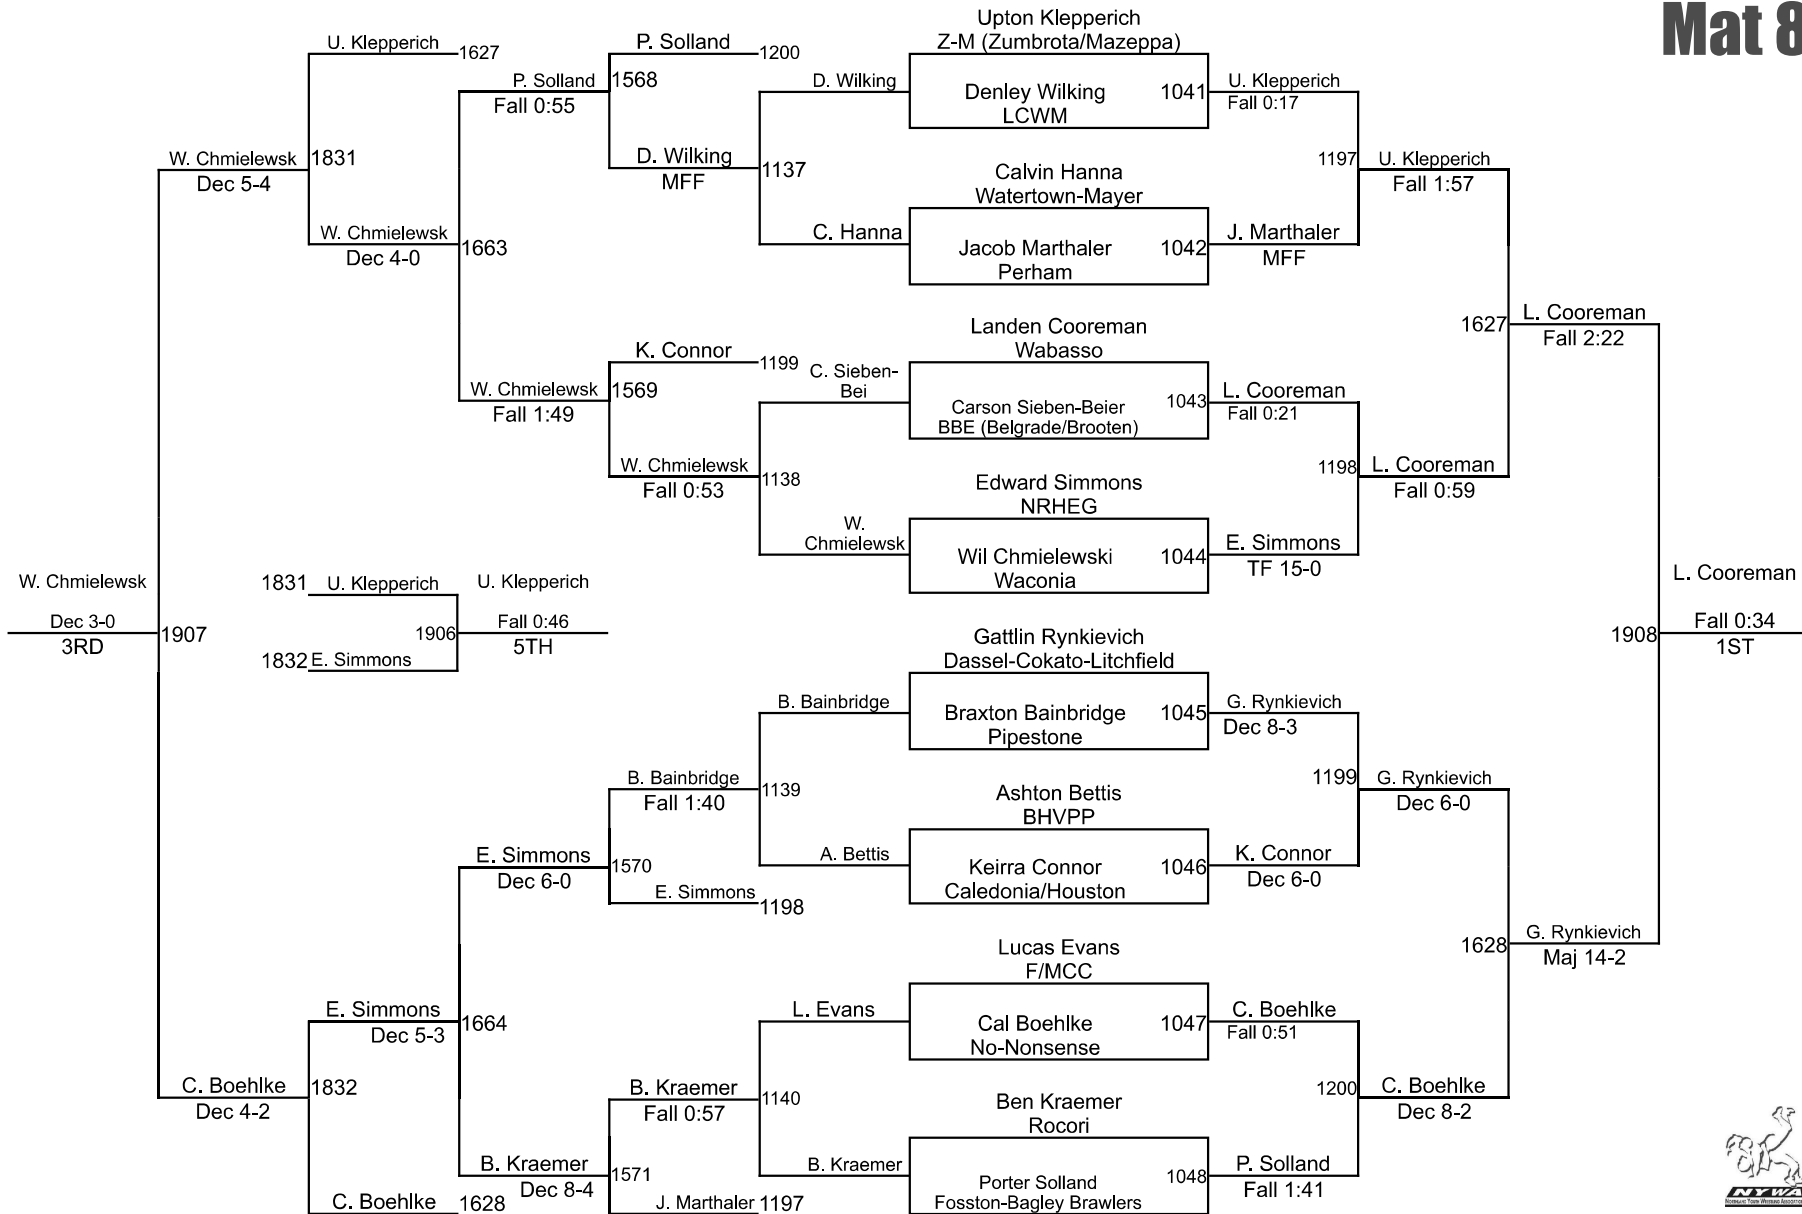 Mat 8
Upton Klepperich
Z-M (Zumbrota/Mazeppa)
Denley Wilking
LCWM
1041
Calvin Hanna
Watertown-Mayer
Jacob Marthaler
Perham
1042
Landen Cooreman
Wabasso
Carson Sieben-Beier
BBE (Belgrade/Brooten)
1043
Edward Simmons
NRHEG
Wil Chmielewski
Waconia
1044
Gattlin Rynkievich
Dassel-Cokato-Litchfield
Braxton Bainbridge
Pipestone
1045
Ashton Bettis
BHVPP
Keirra Connor
Caledonia/Houston
1046
Lucas Evans
F/MCC
Cal Boehlke
No-Nonsense
1047
Ben Kraemer
Rocori
Porter Solland
Fosston-Bagley Brawlers
1048
U. Klepperich
Fall 0:17
1197
J. Marthaler
MFF
L. Cooreman
Fall 0:21
1198
E. Simmons
TF 15-0
G. Rynkievich
Dec 8-3
1199
K. Connor
Dec 6-0
C. Boehlke
Fall 0:51
1200
P. Solland
Fall 1:41
U. Klepperich
Fall 1:57
1627
L. Cooreman
Fall 0:59
G. Rynkievich
Dec 6-0
1628
C. Boehlke
Dec 8-2
L. Cooreman
Fall 2:22
1908
G. Rynkievich
Maj 14-2
L. Cooreman
Fall 0:34
1ST
D. Wilking
1137
C. Hanna
C. Sieben-
Bei
1138
W.
Chmielewsk
B. Bainbridge
1139
A. Bettis
L. Evans
1140
B. Kraemer
P. Solland
1200
1568
D. Wilking
MFF
K. Connor
1199
1569
W. Chmielewsk
Fall 0:53
B. Bainbridge
Fall 1:40
1570
E. Simmons
1198
B. Kraemer
Fall 0:57
1571
J. Marthaler
1197
P. Solland
Fall 0:55
1663
W. Chmielewsk
Fall 1:49
E. Simmons
Dec 6-0
1664
B. Kraemer
Dec 8-4
U. Klepperich
1627
1831
W. Chmielewsk
Dec 4-0
E. Simmons
Dec 5-3
1832
C. Boehlke
1628
W. Chmielewsk
Dec 5-4
1907
C. Boehlke
Dec 4-2
W. Chmielewsk
Dec 3-0
3RD
1831
U. Klepperich
1906
1832
E. Simmons
U. Klepperich
Fall 0:46
5TH
NYWA